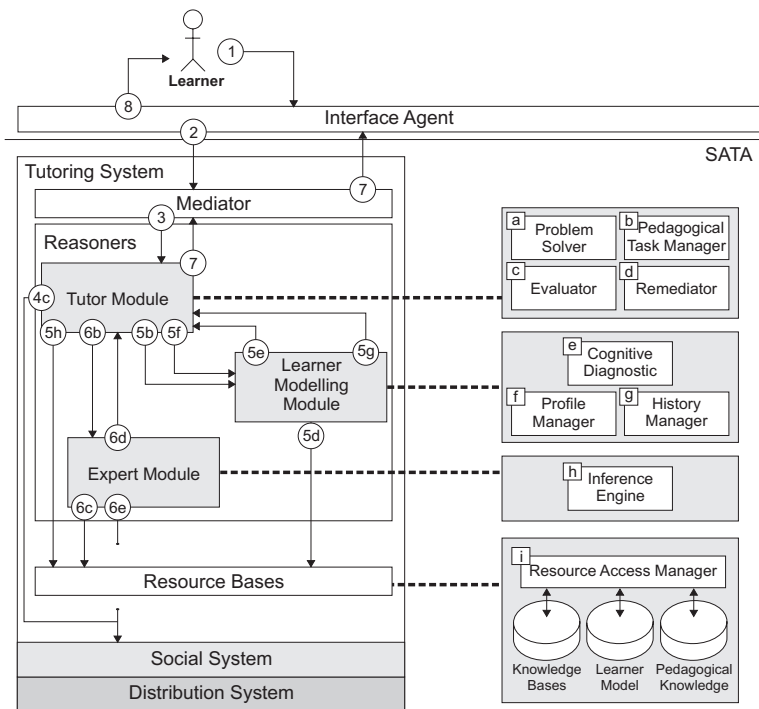 1
Learner
8
Interface Agent
2
SATA
Tutoring System
7
Mediator
3
Reasoners
7
4c
Tutor Module
5h
6b
5b
5f
5e
5g
Learner
Modelling
Module
6d
5d
Expert Module
6c
6e
Resource Bases
Social System
Distribution System
a
Problem
Solver
b
Pedagogical
Task Manager
c
Evaluator
d
Remediator
e
Cognitive
Diagnostic
f
Profile
Manager
g
History
Manager
h
Inference
Engine
i
Resource Access Manager
Knowledge
Bases
Learner
Model
Pedagogical
Knowledge